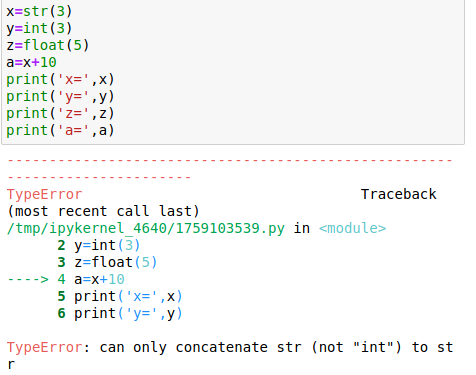 x=str(3)
y=int(3)
z=float(5)
a=x+10
print('x=',x)
print('y=',y)
print('z=',z)
print('a=',a)
-----------------------------------------------------
----------------------
TypeError                                 Traceback
(most recent call last)
/tmp/ipykernel_4640/1759103539.py in <module>
      2 y=int(3)
      3 z=float(5)
----> 4 a=x+10
      5 print('x=',x)
      6 print('y=',y)
TypeError: can only concatenate str (not "int") to st
r